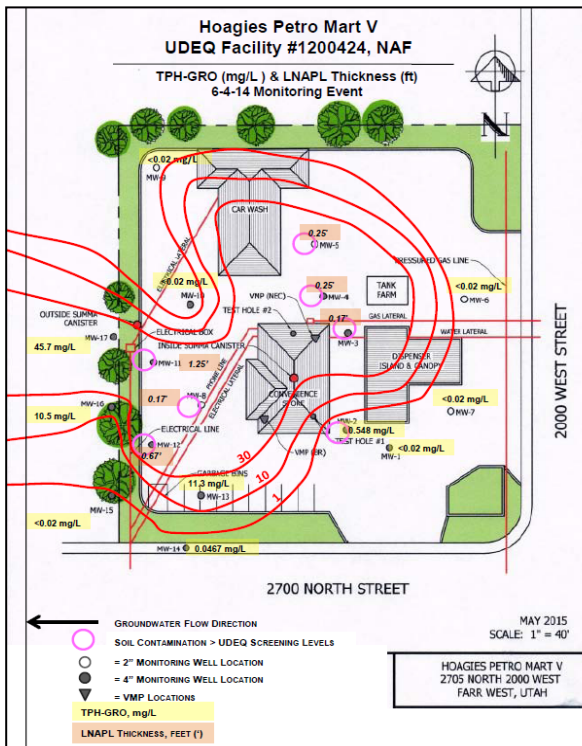 Hoagies Petro Mart V
UDEQ Facility #1200424, NAF
TPH-GRO (mg/L ) & LNAPL Thickness (ft)
6-4-14 Monitoring Event
N
<0.02 mg/L
MW-9
CAR WASH
ELECTRICAL LATERAL
0.25'
MW-5
PRESSURED GAS LINE
0.25'
MW-4
TANK
FARM
<0.02 mg/L
MW-6
<0.02 mg/L
MW-10
VMP (NEC)
TEST HOLE #2
0.17'
MW-3
GAS LATERAL
WATER LATERAL
OUTSIDE SUMMA
CANISTER
MW-17
ELECTRICAL BOX
INSIDE SUMMA CANISTER
45.7 mg/L
MW-11
1.25'
PHONE LINE
ELECTRICAL LATERAL
DISPENSER
ISLAND & CANOPY
2000 WEST STREET
0.17'
MW-8
CONVENIENCE
STORE
<0.02 mg/L
MW-7
MW-16
10.5 mg/L
ELECTRICAL LINE
MW-12
0.67'
VMP (BR)
MW-2
0.548 mg/L
TEST HOLE #1
<0.02 mg/L
MW-1
30
10
1
GARBAGE BINS
11.3 mg/L
MW-13
MW-15
<0.02 mg/L
MW-14
0.0467 mg/L
2700 NORTH STREET
GROUNDWATER FLOW DIRECTION
SOIL CONTAMINATION > UDEQ SCREENING LEVELS
= 2" MONITORING WELL LOCATION
= 4" MONITORING WELL LOCATION
= VMP LOCATIONS
TPH-GRO, MG/L
LNAPL THICKNESS, FEET (')
MAY 2015
SCALE: 1" = 40'
HOAGIES PETRO MART V
2705 NORTH 2000 WEST
FARR WEST, UTAH